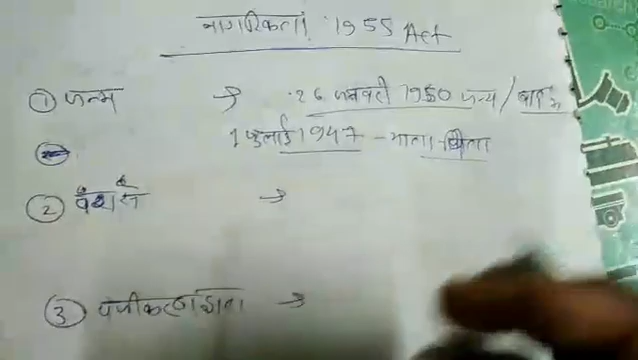 नागरिकता 1955 Act
① जन्म → 26 जनवरी 1950 जन्म / बाद में
1 जुलाई 1947 - माता-पिता
② वंश से →
③ पंजीकरण द्वारा →